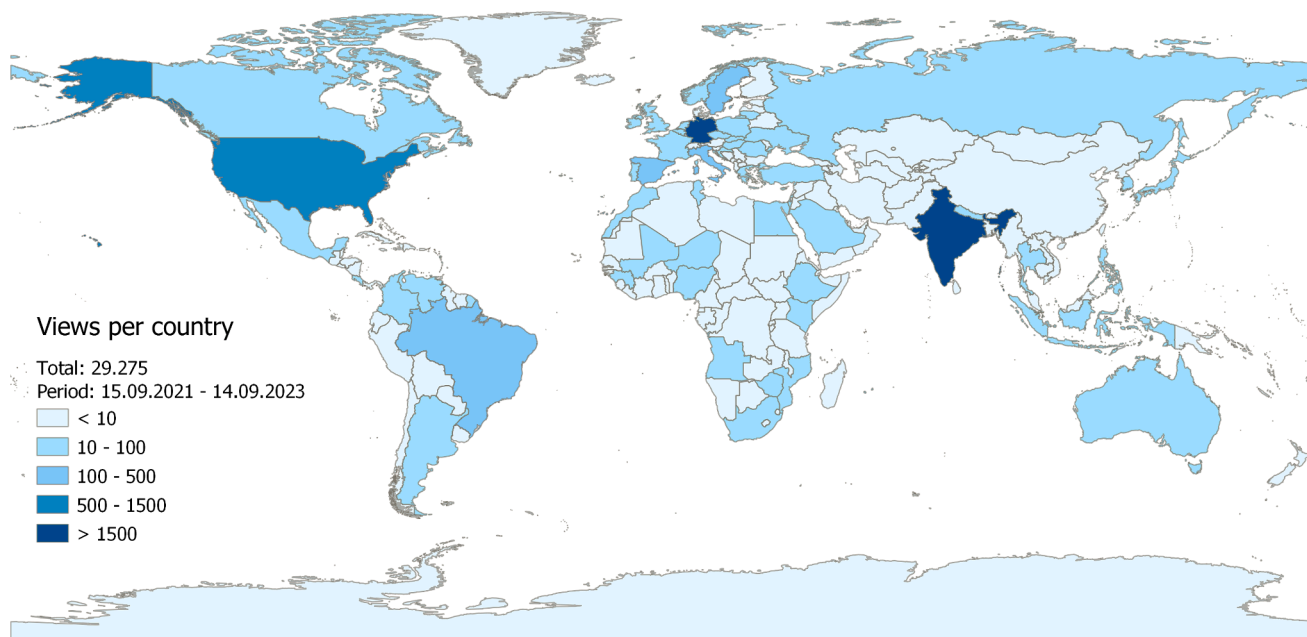 Views per country
Total: 29.275
Period: 15.09.2021 - 14.09.2023
< 10
10 - 100
100 - 500
500 - 1500
> 1500